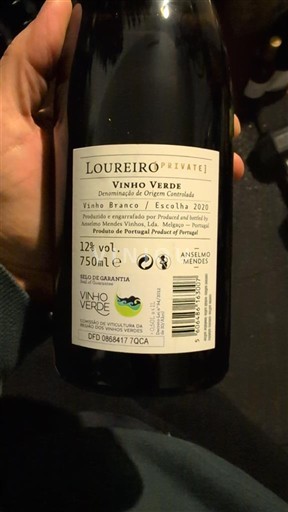 LOUREIRO [PRIVATE]
VINHO VERDE
Denominação de Origem Controlada
Vinho Branco / Escolha 2020
Produzido e engarrafado por Produced and bottled by
Anselmo Mendes Vinhos, Lda. Melgaço — Portugal
Produto de Portugal Product of Portugal
12% vol.
750ml e
ANSELMO
MENDES
SELO DE GARANTIA
VINHO
VERDE
COMISSÃO DE VITICULTURA DA
REGIÃO DOS VINHOS VERDES
DFD 0868417 7QCA